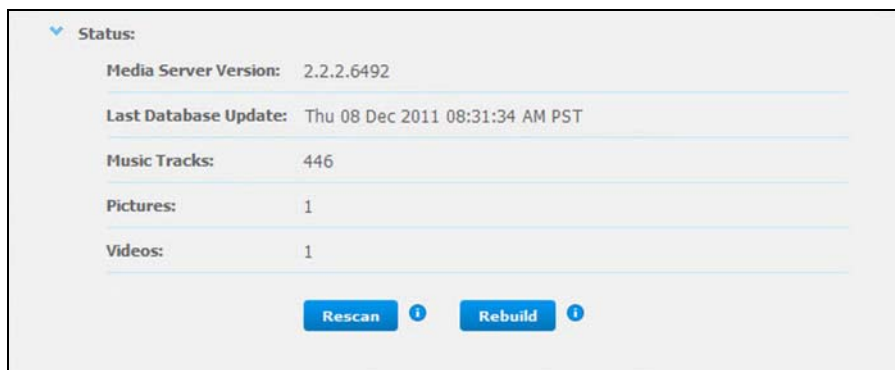 Status:
Media Server Version: 2.2.2.6492
Last Database Update: Thu 08 Dec 2011 08:31:34 AM PST
Music Tracks: 446
Pictures: 1
Videos: 1
Rescan i Rebuild i